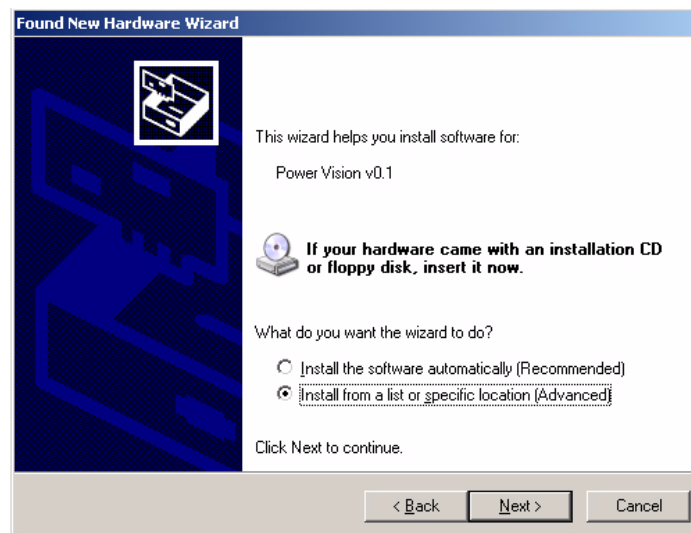 Found New Hardware Wizard
This wizard helps you install software for:
Power Vision v0.1
If your hardware came with an installation CD
or floppy disk, insert it now.
What do you want the wizard to do?
Install the software automatically (Recommended)
Install from a list or specific location (Advanced)
Click Next to continue.
< Back
Next >
Cancel